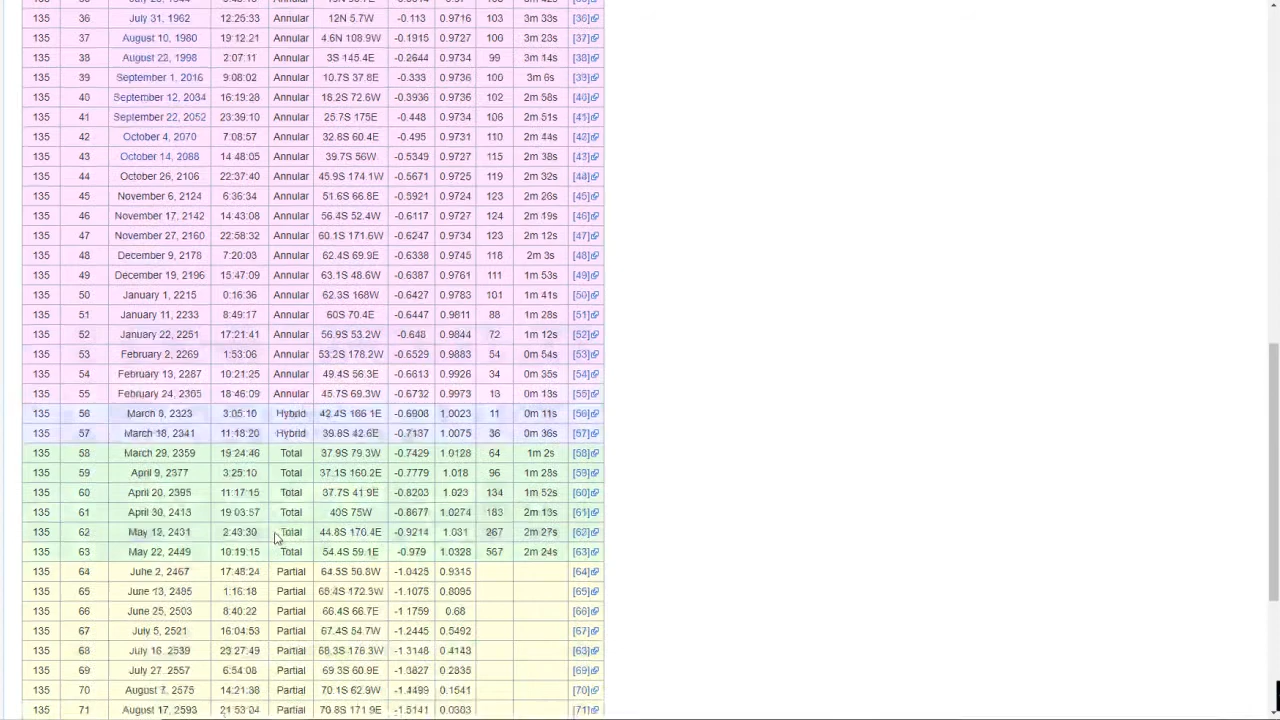 135 36 July 31, 1962 12:25:33 Annular 12N 5.7W -0.113 0.9716 103 3m 33s [36]
135 37 August 10, 1980 19:12:21 Annular 4.6N 108.9W -0.1915 0.9727 100 3m 23s [37]
135 38 August 22, 1998 2:07:11 Annular 3S 145.4E -0.2644 0.9734 99 3m 14s [38]
135 39 September 1, 2016 9:08:02 Annular 10.7S 37.8E -0.333 0.9736 100 3m 6s [39]
135 40 September 12, 2034 16:19:28 Annular 18.2S 72.6W -0.3936 0.9736 102 2m 58s [40]
135 41 September 22, 2052 23:39:10 Annular 25.7S 175E -0.448 0.9734 106 2m 51s [41]
135 42 October 4, 2070 7:08:57 Annular 32.8S 60.4E -0.495 0.9731 110 2m 44s [42]
135 43 October 14, 2088 14:48:05 Annular 39.7S 56W -0.5349 0.9727 115 2m 38s [43]
135 44 October 26, 2106 22:37:40 Annular 45.9S 174.1W -0.5671 0.9725 119 2m 32s [44]
135 45 November 6, 2124 6:36:34 Annular 51.6S 66.8E -0.5921 0.9724 123 2m 26s [45]
135 46 November 17, 2142 14:43:08 Annular 56.4S 52.4W -0.6117 0.9727 124 2m 19s [46]
135 47 November 27, 2160 22:58:32 Annular 60.1S 171.6W -0.6247 0.9734 123 2m 12s [47]
135 48 December 9, 2178 7:20:03 Annular 62.4S 69.9E -0.6338 0.9745 118 2m 3s [48]
135 49 December 19, 2196 15:47:09 Annular 63.1S 48.6W -0.6387 0.9761 111 1m 53s [49]
135 50 January 1, 2215 0:16:36 Annular 62.3S 168W -0.6427 0.9783 101 1m 41s [50]
135 51 January 11, 2233 8:49:17 Annular 60S 70.4E -0.6447 0.9811 88 1m 28s [51]
135 52 January 22, 2251 17:21:41 Annular 56.9S 53.2W -0.648 0.9844 72 1m 12s [52]
135 53 February 2, 2269 1:53:06 Annular 53.2S 178.2W -0.6529 0.9883 54 0m 54s [53]
135 54 February 13, 2287 10:21:25 Annular 49.4S 56.3E -0.6613 0.9926 34 0m 35s [54]
135 55 February 24, 2305 18:46:09 Annular 45.7S 69.3W -0.6732 0.9973 13 0m 13s [55]
135 56 March 8, 2323 3:05:10 Hybrid 42.4S 166.1E -0.6908 1.0023 11 0m 11s [56]
135 57 March 18, 2341 11:18:20 Hybrid 39.8S 42.6E -0.7137 1.0075 36 0m 36s [57]
135 58 March 29, 2359 19:24:46 Total 37.9S 79.3W -0.7429 1.0128 64 1m 2s [58]
135 59 April 9, 2377 3:25:10 Total 37.1S 160.2E -0.7779 1.018 96 1m 28s [59]
135 60 April 20, 2395 11:17:15 Total 37.7S 41.9E -0.8203 1.023 134 1m 52s [60]
135 61 April 30, 2413 19:03:57 Total 40S 75W -0.8677 1.0274 183 2m 13s [61]
135 62 May 12, 2431 2:43:30 Total 44.8S 170.4E -0.9214 1.031 267 2m 27s [62]
135 63 May 22, 2449 10:19:15 Total 54.4S 59.1E -0.979 1.0328 567 2m 24s [63]
135 64 June 2, 2467 17:48:24 Partial 64.5S 50.8W -1.0425 0.9315 [64]
135 65 June 13, 2485 1:16:18 Partial 172.3W -1.1075 0.8095 [65]
135 66 June 25, 2503 8:40:22 Partial 66.4S 66.7E -1.1759 0.68 [66]
135 67 July 5, 2521 16:04:53 Partial 67.4S 54.7W -1.2445 0.5492 [67]
135 68 July 16, 2539 23:27:49 Partial 68.3S 176.3W -1.3148 0.4143
135 69 July 27, 2557 6:54:08 Partial 69.3S 60.9E -1.3827 0.2835 [69]
135 70 August 7, 2575 14:21:38 Partial 70.1S 62.9W -1.4499 0.1541 [70]
135 71 August 17, 2593 21:53:04 Partial 70.8S 171.9E -1.5141 0.0303 [71]